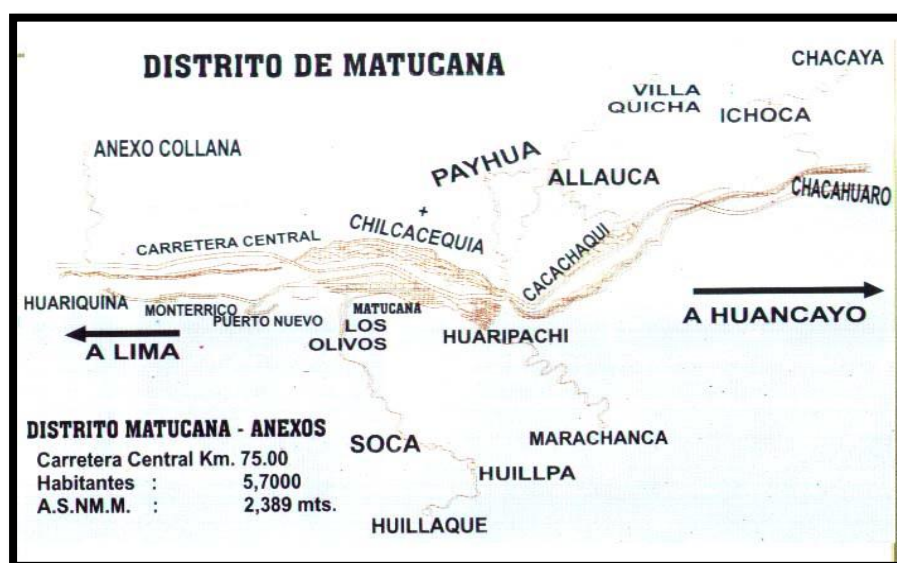 DISTRITO DE MATUCANA
CHACAYA
VILLA
QUICHA
ICHOCA
ANEXO COLLANA
PAYHUA
ALLAUCA
CHACAHUARO
CARRETERA CENTRAL
CHILCACEQUIA
CACACHAQUI
HUARIQUINA
MONTERRICO
PUERTO NUEVO
MATUCANA
LOS
OLIVOS
HUARIPACHI
A HUANCAYO
A LIMA
DISTRITO MATUCANA - ANEXOS
Carretera Central Km. 75.00
Habitantes : 5,7000
A.S.NM.M. : 2,389 mts.
SOCA
MARACHANCA
HUILLPA
HUILLAQUE